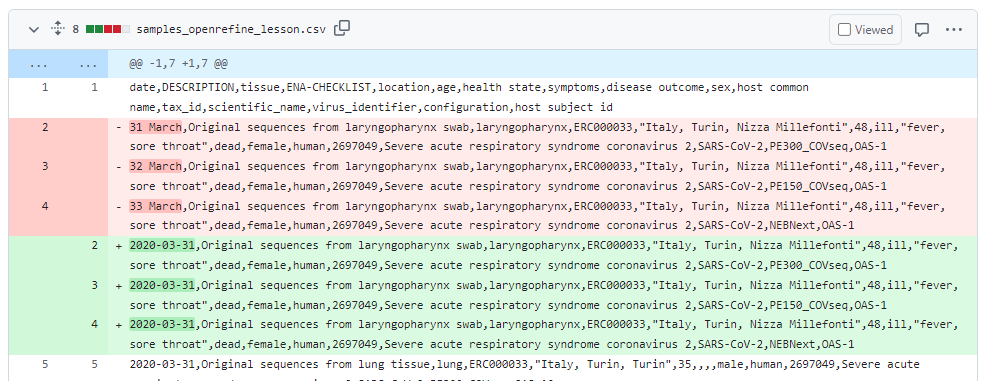 8 samples_openrefine_lesson.csv Viewed ...
... ... @@ -1,7 +1,7 @@
1 1 date,DESCRIPTION,tissue,ENA-CHECKLIST,location,age,health state,symptoms,disease outcome,sex,host common
name,tax_id,scientific_name,virus_identifier,configuration,host subject id
2 - 31 March,Original sequences from laryngopharynx swab,laryngopharynx,ERC000033,"Italy, Turin, Nizza Millefonti",48,ill,"fever,
sore throat",dead,female,human,2697049,Severe acute respiratory syndrome coronavirus 2,SARS-CoV-2,PE300_COVseq,OAS-1
3 - 32 March,Original sequences from laryngopharynx swab,laryngopharynx,ERC000033,"Italy, Turin, Nizza Millefonti",48,ill,"fever,
sore throat",dead,female,human,2697049,Severe acute respiratory syndrome coronavirus 2,SARS-CoV-2,PE150_COVseq,OAS-1
4 - 33 March,Original sequences from laryngopharynx swab,laryngopharynx,ERC000033,"Italy, Turin, Nizza Millefonti",48,ill,"fever,
sore throat",dead,female,human,2697049,Severe acute respiratory syndrome coronavirus 2,SARS-CoV-2,NEBNext,OAS-1
2 + 2020-03-31,Original sequences from laryngopharynx swab,laryngopharynx,ERC000033,"Italy, Turin, Nizza Millefonti",48,ill,"fever,
sore throat",dead,female,human,2697049,Severe acute respiratory syndrome coronavirus 2,SARS-CoV-2,PE300_COVseq,OAS-1
3 + 2020-03-31,Original sequences from laryngopharynx swab,laryngopharynx,ERC000033,"Italy, Turin, Nizza Millefonti",48,ill,"fever,
sore throat",dead,female,human,2697049,Severe acute respiratory syndrome coronavirus 2,SARS-CoV-2,PE150_COVseq,OAS-1
4 + 2020-03-31,Original sequences from laryngopharynx swab,laryngopharynx,ERC000033,"Italy, Turin, Nizza Millefonti",48,ill,"fever,
sore throat",dead,female,human,2697049,Severe acute respiratory syndrome coronavirus 2,SARS-CoV-2,NEBNext,OAS-1
5 5 2020-03-31,Original sequences from lung tissue,lung,ERC000033,"Italy, Turin, Turin",35,,,,male,human,2697049,Severe acute